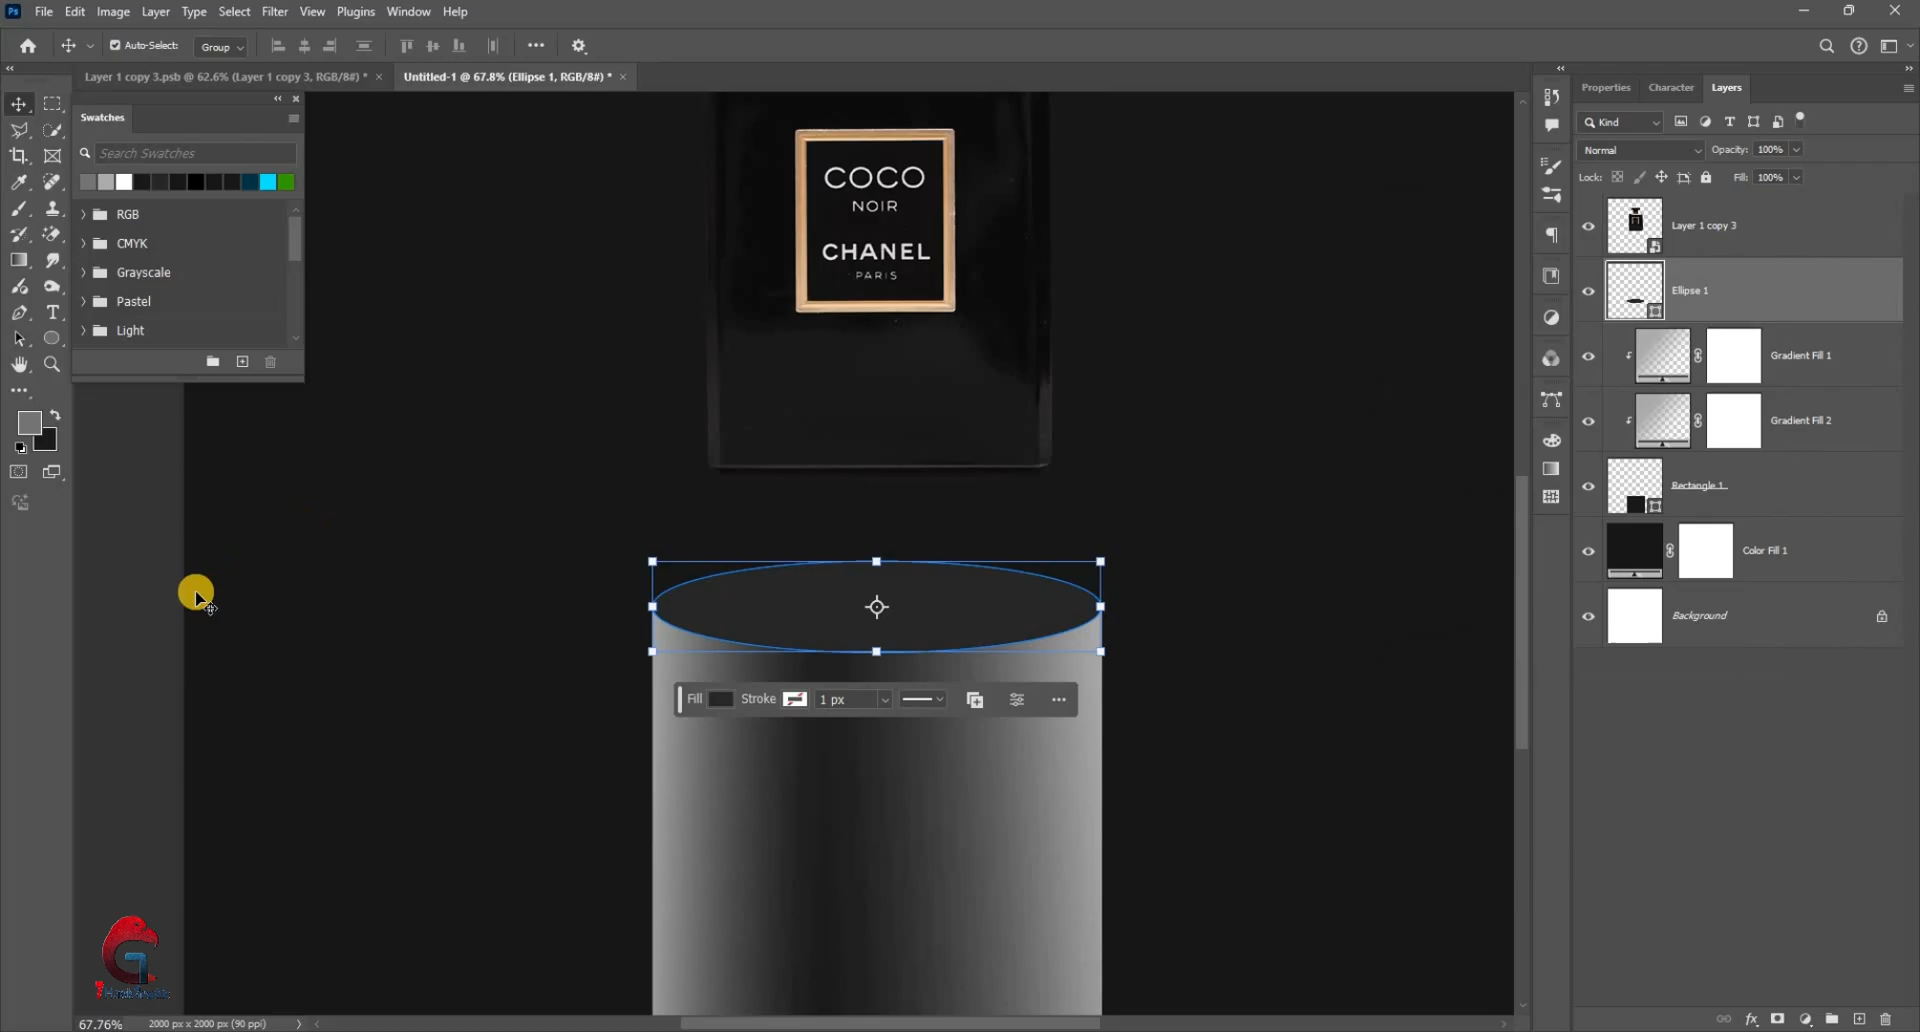 Ps File Edit Image Layer Type Select Filter View Plugins Window Help
Auto-Select: Group
Layer 1 copy 3.psb @ 62.6% (Layer 1 copy 3, RGB/8#) *
Untitled-1 @ 67.8% (Ellipse 1, RGB/8#) *
Swatches
Search Swatches
RGB
CMYK
Grayscale
Pastel
Light
COCO
NOIR
CHANEL
PARIS
Fill Stroke 1 px
Properties Character Layers
Kind
Normal Opacity: 100%
Lock: Fill: 100%
Layer 1 copy 3
Ellipse 1
Gradient Fill 1
Gradient Fill 2
Rectangle 1
Color Fill 1
Background
67.76% 2000 px x 2000 px (90 ppi)